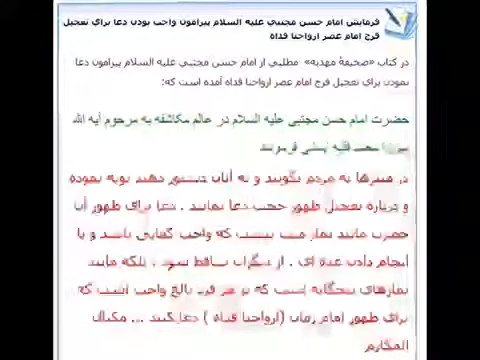 فرمایش امام حسن مجتبی علیه السلام پیرامون واجب بودن دعا برای تعجیل
فرج امام عصر ارواحنا فداه
در کتاب «صحیفهٔ مهدیه» مطلبی از امام حسن مجتبی علیه السلام پیرامون دعا
نمودن برای تعجیل فرج امام عصر ارواحنا فداه آمده است که:
حضرت امام حسن مجتبی علیه السلام در عالم مکاشفه به مرحوم آیه الله
میرزا محمد فقیه ایمانی فرمودند
در منبرها به مردم بگویید و به آنان دستور دهید توبه نموده
و درباره تعجیل ظهور حجت دعا نمایند . دعا برای ظهور آن
حضرت مانند نماز میت نیست که واجب کفایی باشد و با
انجام دادن عده ای ، از دیگران ساقط شود ، بلکه مانند
نمازهای پنجگانه است که بر هر فرد بالغ واجب است که
برای ظهور امام زمان (ارواحنا فداه ) دعا کنند ... مکیال
المکارم